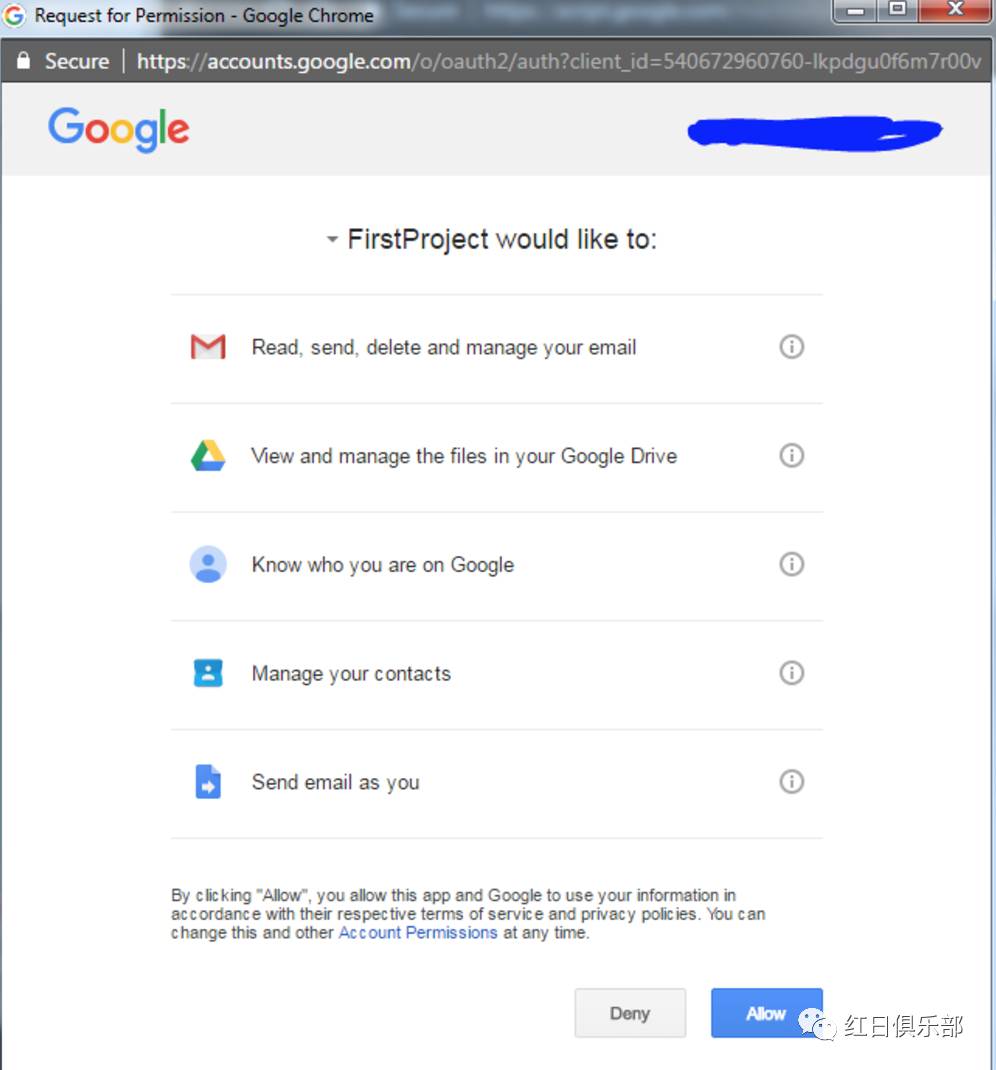 Request for Permission - Google Chrome
Secure | https://accounts.google.com/o/oauth2/auth?client_id=540672960760-lkpdgu0f6m7r00v
Google
FirstProject would like to:
Read, send, delete and manage your email
View and manage the files in your Google Drive
Know who you are on Google
Manage your contacts
Send email as you
By clicking "Allow", you allow this app and Google to use your information in
accordance with their respective terms of service and privacy policies. You can
change this and other Account Permissions at any time.
Deny
Allow
红日俱乐部